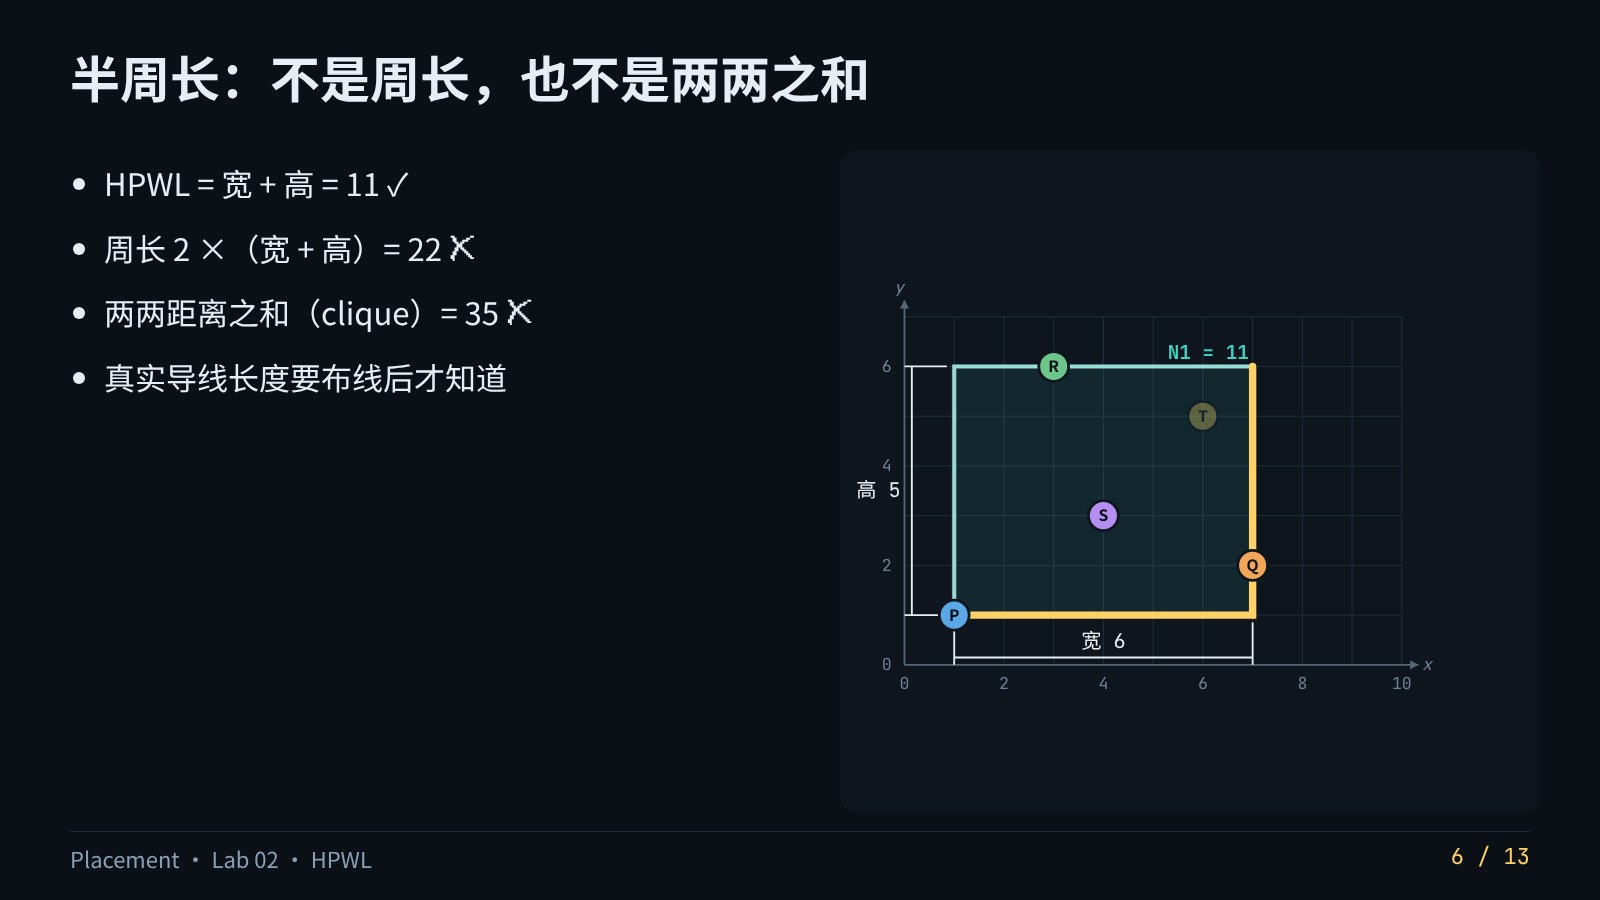 半周长：不是周长，也不是两两之和
HPWL = 宽 + 高 = 11 ✓
周长 2 ×（宽 + 高）= 22 ⛏
两两距离之和（clique）= 35 ⛏
真实导线长度要布线后才知道
y
N1 = 11
6
R
T
4
高 5
S
2
Q
P
宽 6
0
x
0 2 4 6 8 10
Placement • Lab 02 • HPWL
6 / 13